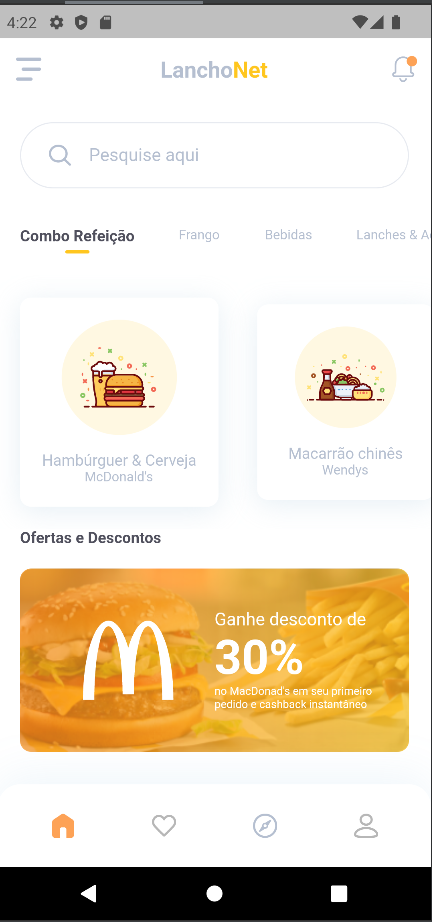 4:22
LanchoNet
Pesquise aqui
Combo Refeição Frango Bebidas Lanches & A
Hambúrguer & Cerveja
McDonald's
Macarrão chinês
Wendys
Ofertas e Descontos
Ganhe desconto de
30%
no MacDonad's em seu primeiro
pedido e cashback instantâneo